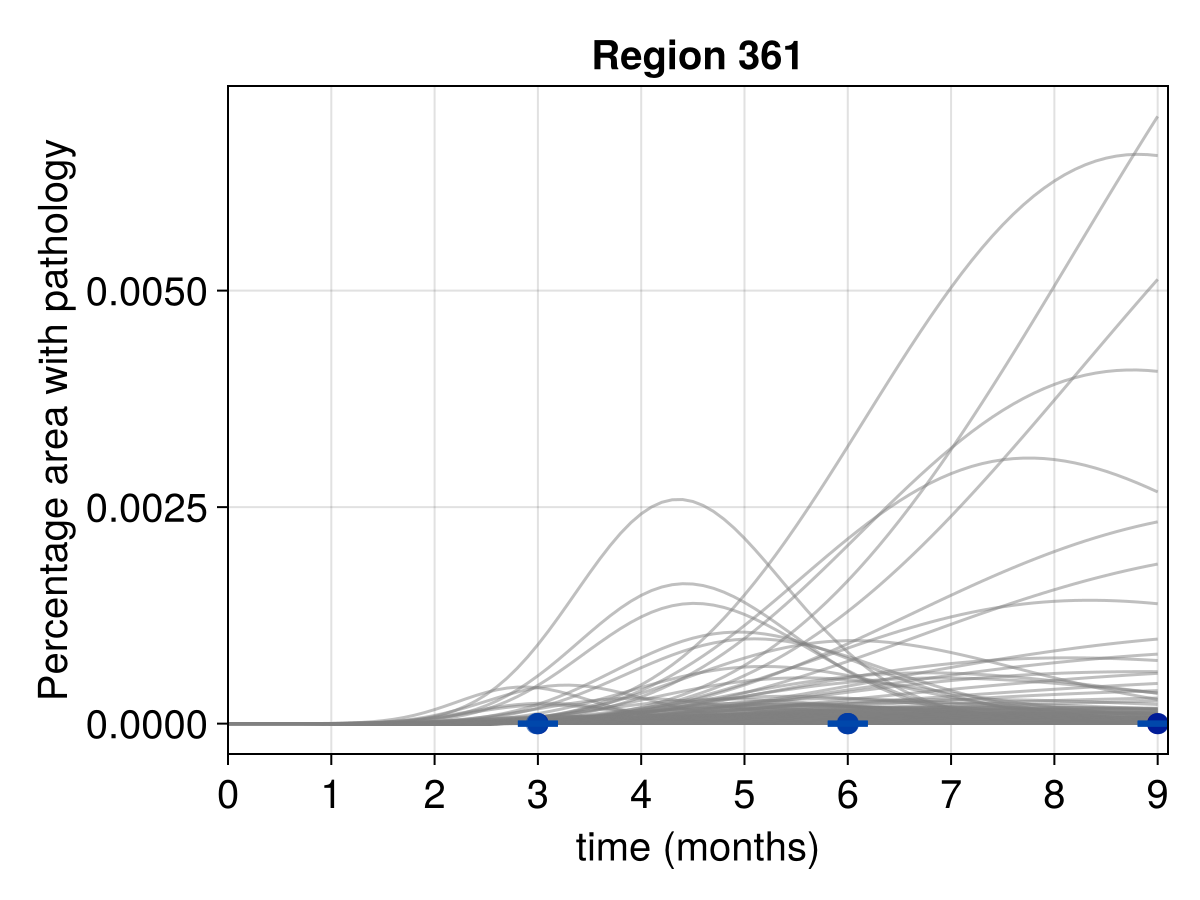 Region 361
Percentage area with pathology
0.0050
0.0025
0.0000
0 1 2 3 4 5 6 7 8 9
time (months)